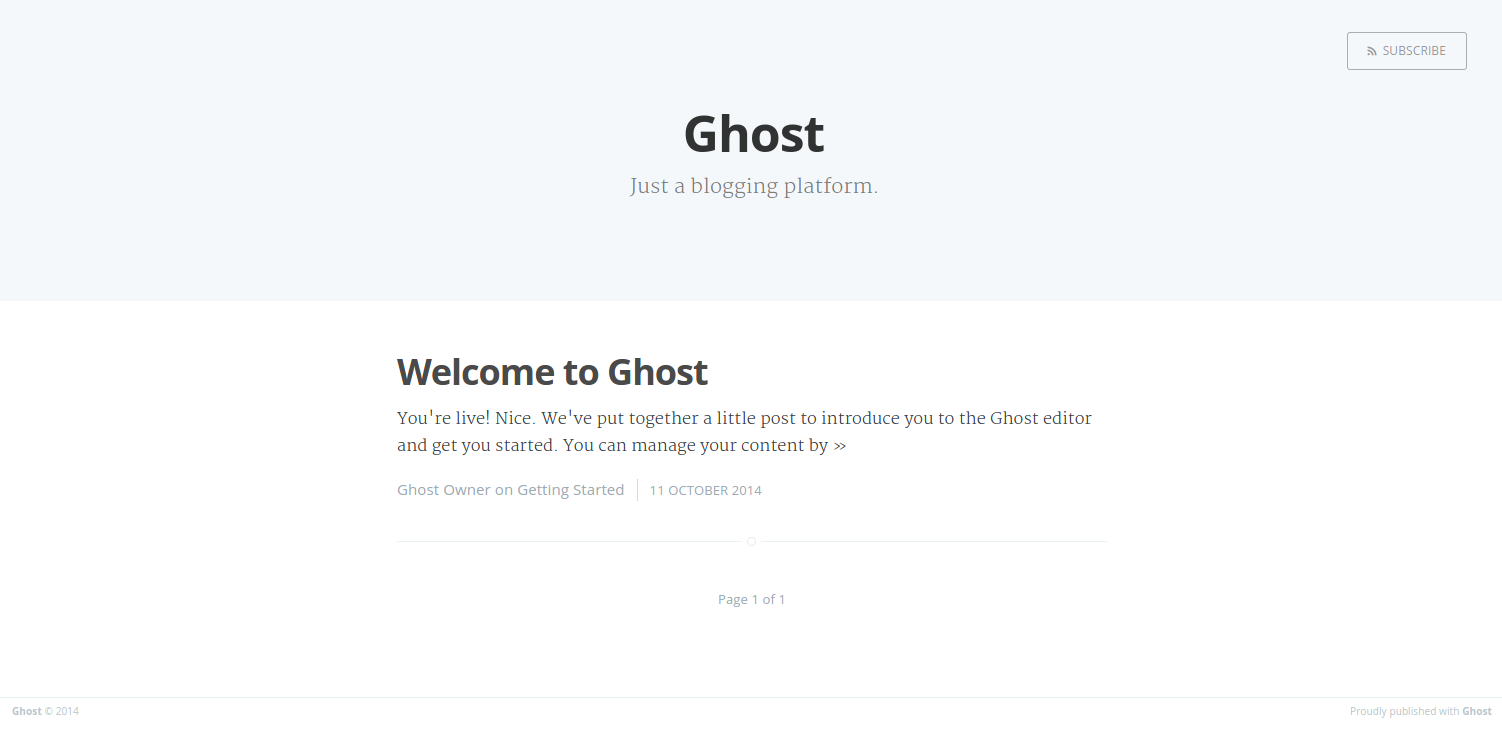 SUBSCRIBE
Ghost
Just a blogging platform.
Welcome to Ghost
You're live! Nice. We've put together a little post to introduce you to the Ghost editor
and get you started. You can manage your content by »
Ghost Owner on Getting Started 11 OCTOBER 2014
Page 1 of 1
Ghost © 2014 Proudly published with Ghost